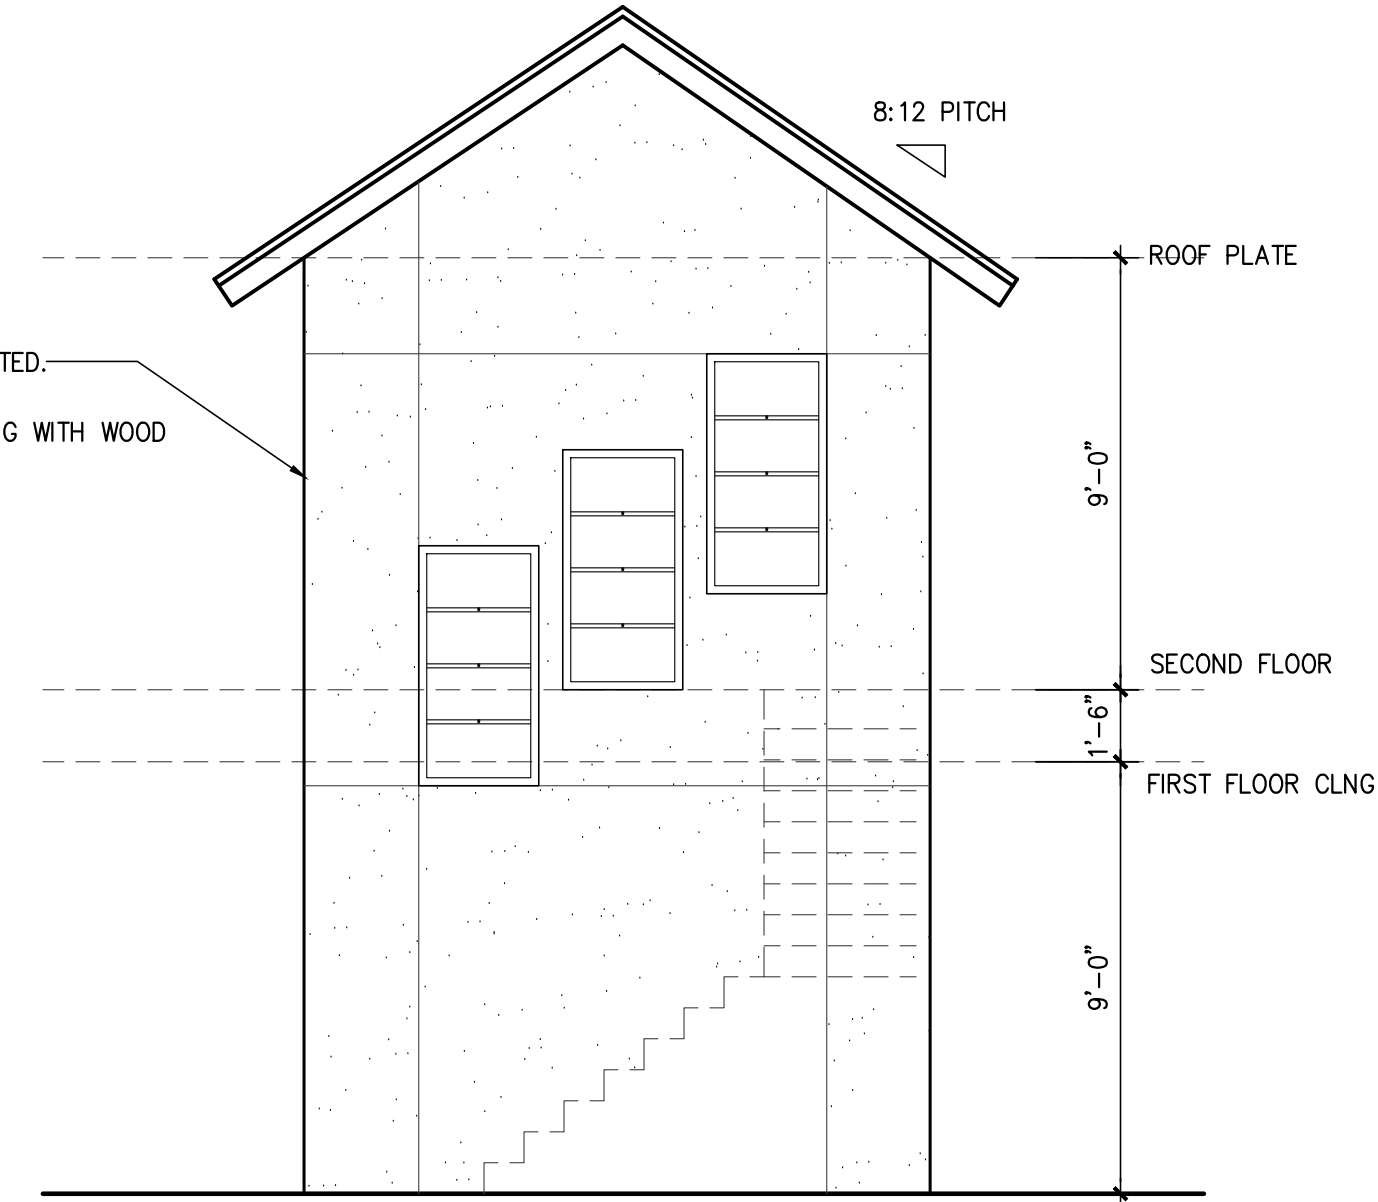 8:12 PITCH
ROOF PLATE
TED.
G WITH WOOD
9'-0"
SECOND FLOOR
1'-6"
FIRST FLOOR CLNG
9'-0"